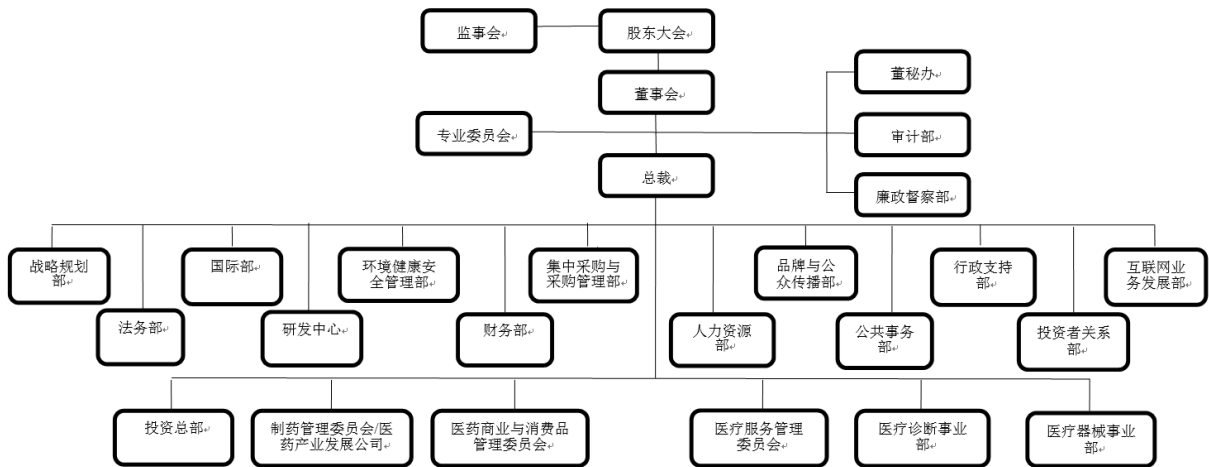 监事会
股东大会
董事会
董秘办
专业委员会
审计部
总裁
廉政督察部
战略规划
部
国际部
环境健康安
全管理部
集中采购与
采购管理部
品牌与公
众传播部
行政支持
部
互联网业
务发展部
法务部
研发中心
财务部
人力资源
部
公共事务
部
投资者关系
部
投资总部
制药管理委员会/医
药产业发展公司
医药商业与消费品
管理委员会
医疗服务管理
委员会
医疗诊断事业
部
医疗器械事业
部